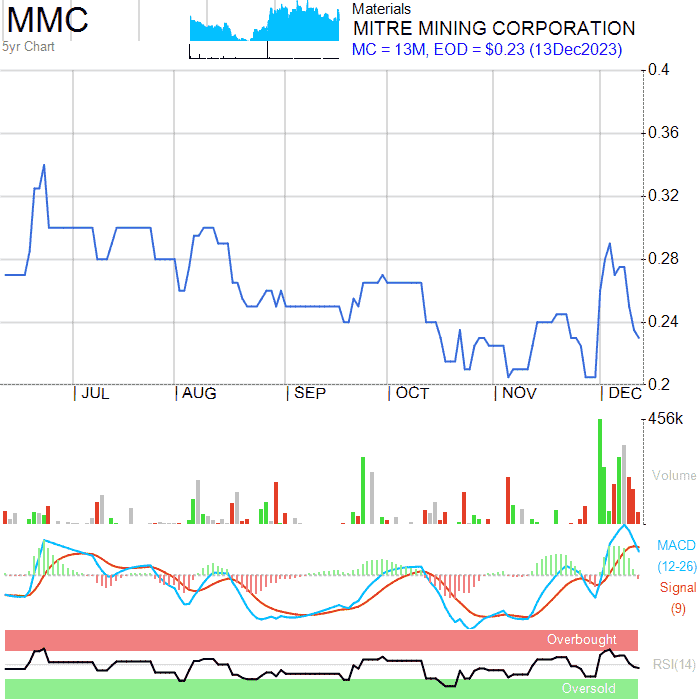 MMC
5yr Chart
Materials
MITRE MINING CORPORATION
MC = 13M, EOD = $0.23 (13Dec2023)
0.4
0.36
0.32
0.28
0.24
0.2
JUL AUG SEP OCT NOV DEC
456k
Volume
MACD
(12-26)
Signal
(9)
Overbought
RSI(14)
Oversold